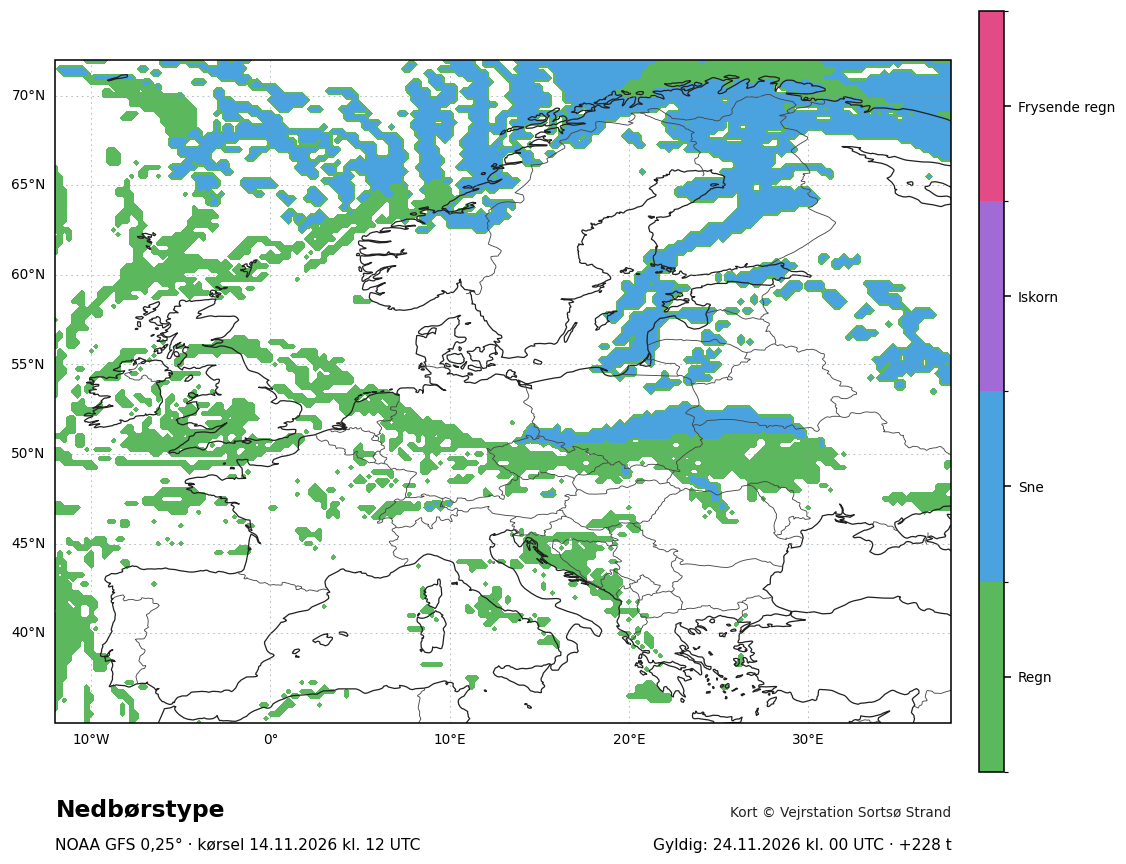 70°N
65°N
60°N
55°N
50°N
45°N
40°N
10°W
0°
10°E
20°E
30°E
Frysende regn
Iskorn
Sne
Regn
Nedbørstype
Kort © Vejrstation Sortsø Strand
NOAA GFS 0,25° · kørsel 14.11.2026 kl. 12 UTC
Gyldig: 24.11.2026 kl. 00 UTC · +228 t